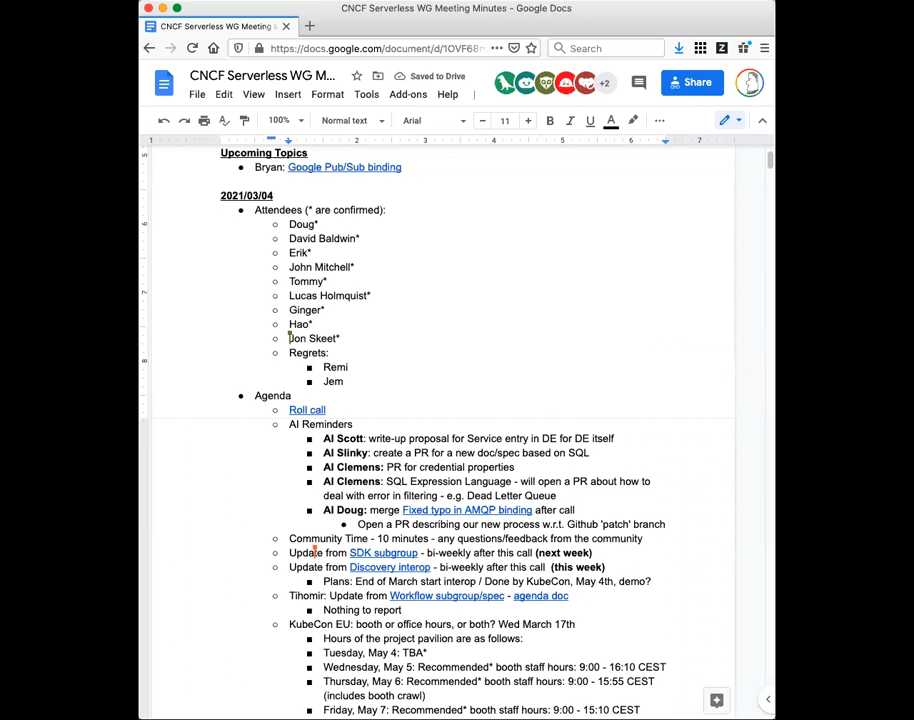 CNCF Serverless WG Meeting Minutes - Google Docs
CNCF Serverless WG Meeting
https://docs.google.com/document/d/1OVF68
Search
CNCF Serverless WG M...
Saved to Drive
+2
Share
File Edit View Insert Format Tools Add-ons Help
100% Normal text Arial 11 B I U A
1 2 3 4 5 6 7
5
6
7
8
Upcoming Topics
Bryan: Google Pub/Sub binding
2021/03/04
Attendees (* are confirmed):
Doug*
David Baldwin*
Erik*
John Mitchell*
Tommy*
Lucas Holmquist*
Ginger*
Hao*
Jon Skeet*
Regrets:
Remi
Jem
Agenda
Roll call
AI Reminders
AI Scott: write-up proposal for Service entry in DE for DE itself
AI Slinky: create a PR for a new doc/spec based on SQL
AI Clemens: PR for credential properties
AI Clemens: SQL Expression Language - will open a PR about how to
deal with error in filtering - e.g. Dead Letter Queue
AI Doug: merge Fixed typo in AMQP binding after call
Open a PR describing our new process w.r.t. Github 'patch' branch
Community Time - 10 minutes - any questions/feedback from the community
Update from SDK subgroup - bi-weekly after this call (next week)
Update from Discovery interop - bi-weekly after this call (this week)
Plans: End of March start interop / Done by KubeCon, May 4th, demo?
Tihomir: Update from Workflow subgroup/spec - agenda doc
Nothing to report
KubeCon EU: booth or office hours, or both? Wed March 17th
Hours of the project pavilion are as follows:
Tuesday, May 4: TBA*
Wednesday, May 5: Recommended* booth staff hours: 9:00 - 16:10 CEST
Thursday, May 6: Recommended* booth staff hours: 9:00 - 15:55 CEST
(includes booth crawl)
Friday, May 7: Recommended* booth staff hours: 9:00 - 15:10 CEST